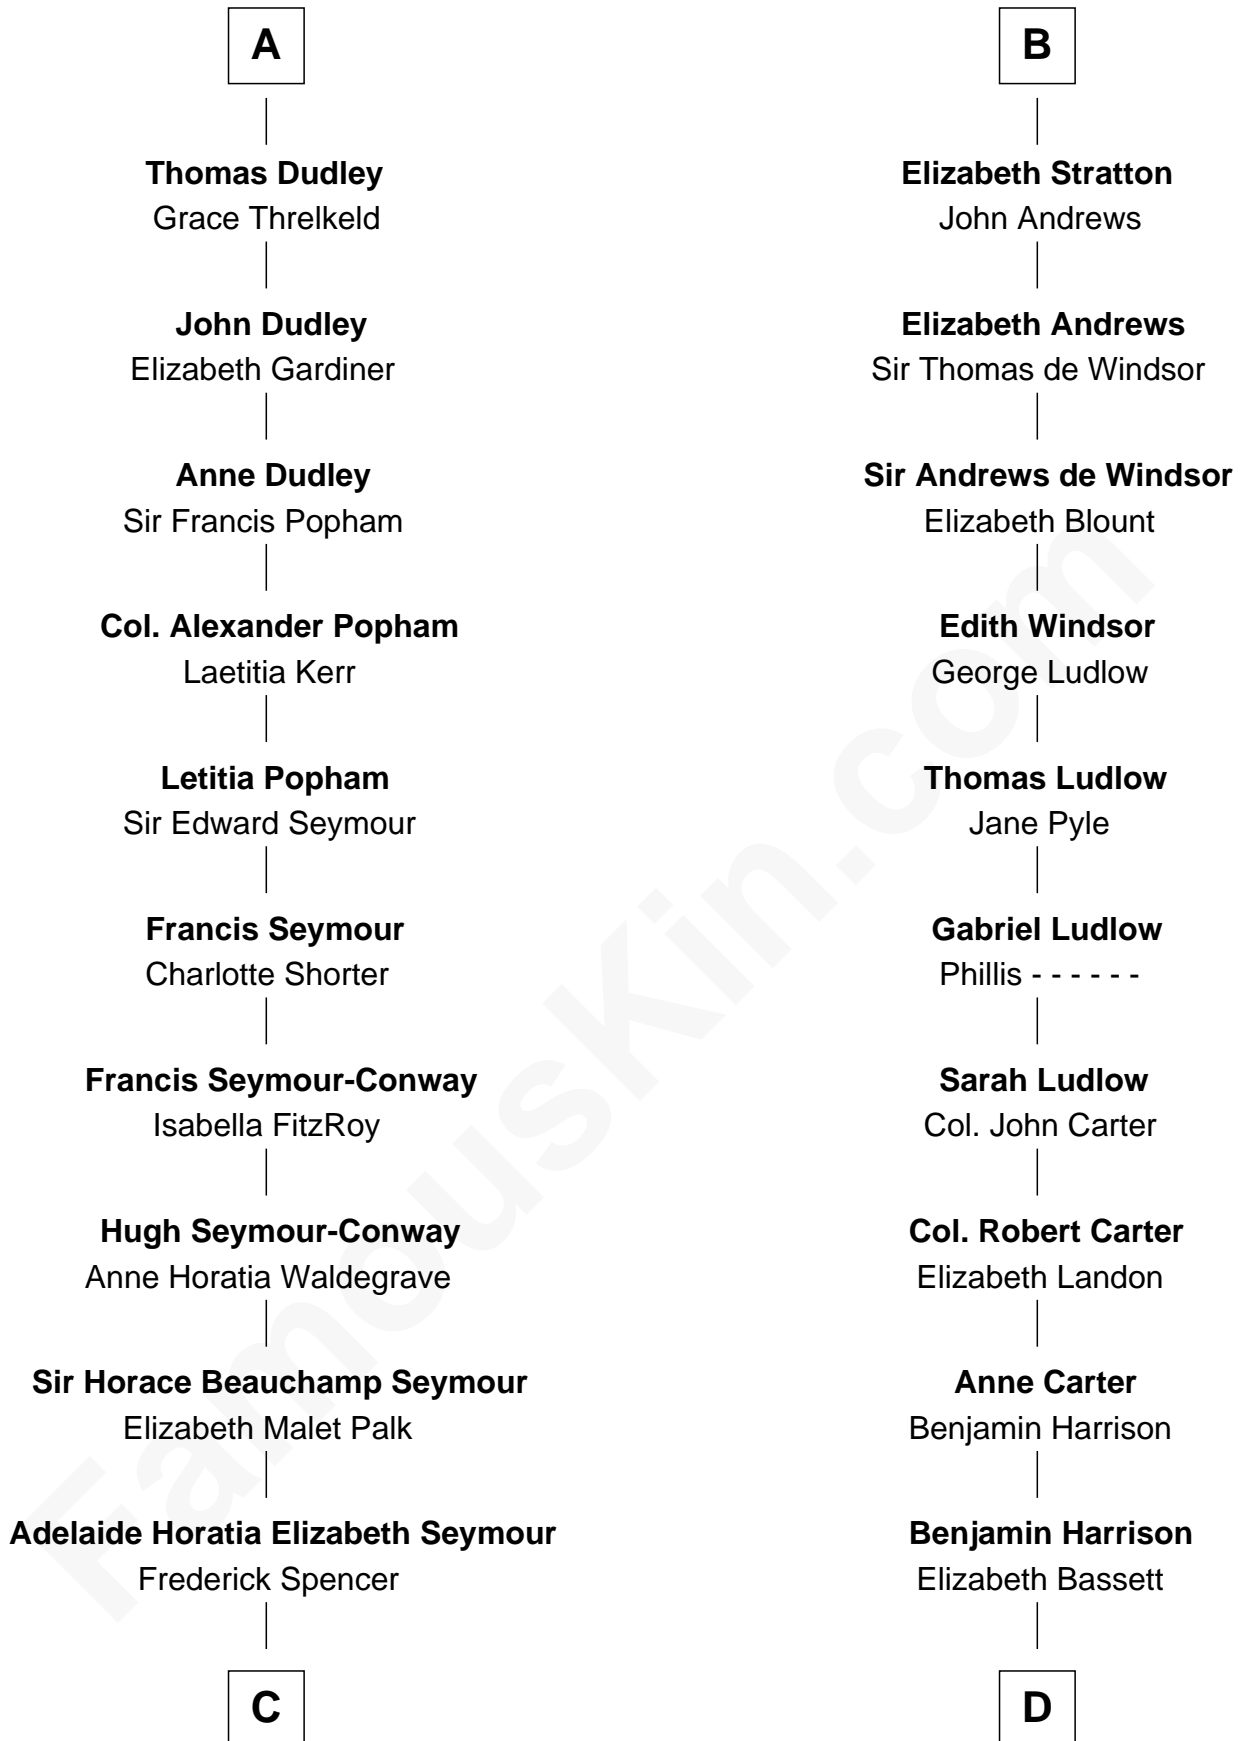 A
Thomas Dudley
Grace Threlkeld
John Dudley
Elizabeth Gardiner
Anne Dudley
Sir Francis Popham
Col. Alexander Popham
Laetitia Kerr
Letitia Popham
Sir Edward Seymour
Francis Seymour
Charlotte Shorter
Francis Seymour-Conway
Isabella FitzRoy
Hugh Seymour-Conway
Anne Horatia Waldegrave
Sir Horace Beauchamp Seymour
Elizabeth Malet Palk
Adelaide Horatia Elizabeth Seymour
Frederick Spencer
C
B
Elizabeth Stratton
John Andrews
Elizabeth Andrews
Sir Thomas de Windsor
Sir Andrews de Windsor
Elizabeth Blount
Edith Windsor
George Ludlow
Thomas Ludlow
Jane Pyle
Gabriel Ludlow
Phillis - - - - - -
Sarah Ludlow
Col. John Carter
Col. Robert Carter
Elizabeth Landon
Anne Carter
Benjamin Harrison
Benjamin Harrison
Elizabeth Bassett
D
FamousKin.com